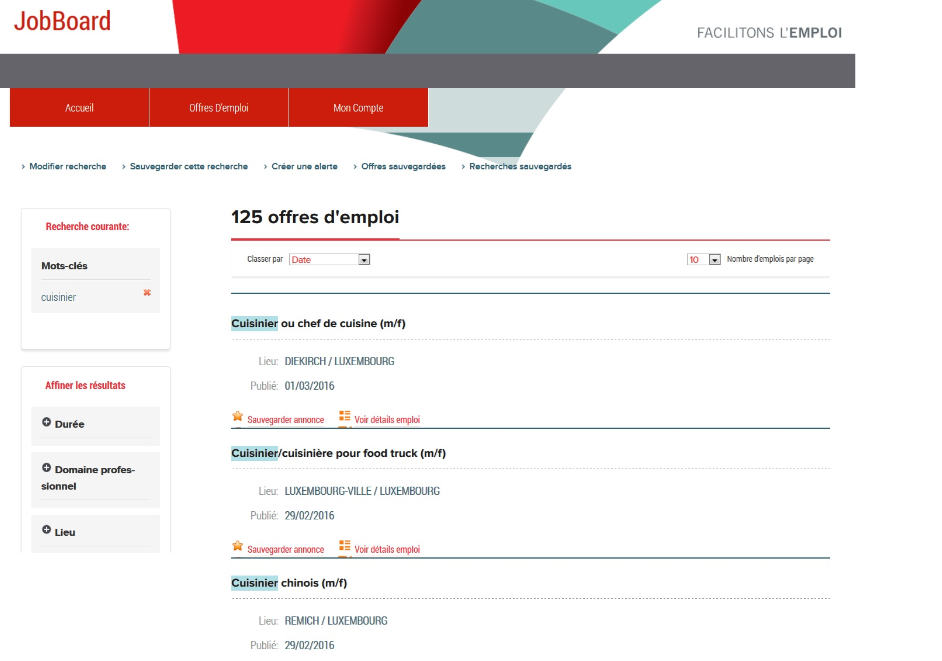 JobBoard
FACILITONS L'EMPLOI
Accueil
Offres D'emploi
Mon Compte
› Modifier recherche › Sauvegarder cette recherche › Créer une alerte › Offres sauvegardées › Recherches sauvegardés
Recherche courante:
Mots-clés
cuisinier
Affiner les résultats
Durée
Domaine profes-
sionnel
Lieu
125 offres d'emploi
Classer par Date 10 Nombre d'emplois par page
Cuisinier ou chef de cuisine (m/f)
Lieu: DIEKIRCH / LUXEMBOURG
Publié: 01/03/2016
Sauvegarder annonce Voir détails emploi
Cuisinier/cuisinière pour food truck (m/f)
Lieu: LUXEMBOURG-VILLE / LUXEMBOURG
Publié: 29/02/2016
Sauvegarder annonce Voir détails emploi
Cuisinier chinois (m/f)
Lieu: REMICH / LUXEMBOURG
Publié: 29/02/2016